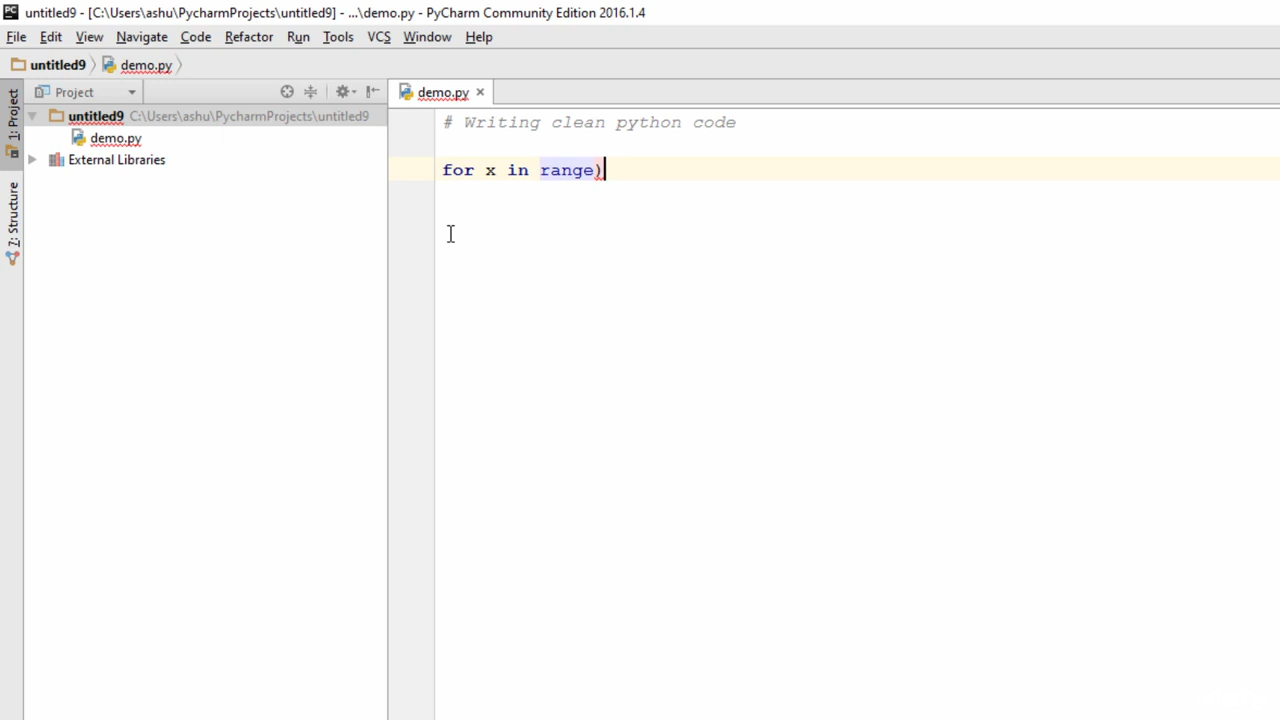 PC untitled9 - [C:\Users\ashu\PycharmProjects\untitled9] - ...\demo.py - PyCharm Community Edition 2016.1.4
File Edit View Navigate Code Refactor Run Tools VCS Window Help
untitled9 demo.py
Project
demo.py
1: Project
7: Structure
untitled9 C:\Users\ashu\PycharmProjects\untitled9
demo.py
External Libraries
# Writing clean python code
for x in range)